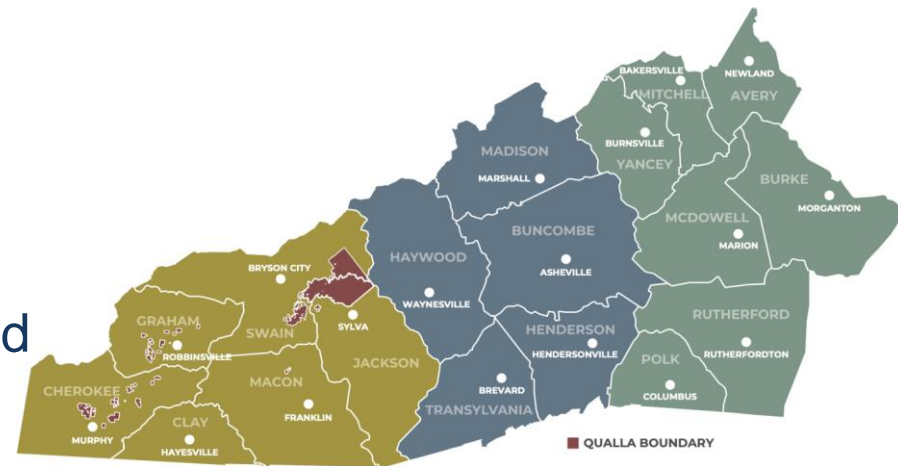 BAKERSVILLE
NEWLAND
MITCHELL
AVERY
BURNSVILLE
YANCEY
MADISON
MARSHALL
BURKE
MORGANTON
MCDOWELL
MARION
BUNCOMBE
ASHEVILLE
HAYWOOD
WAYNESVILLE
BRYSON CITY
SWAIN
SYLVA
JACKSON
GRAHAM
ROBBINSVILLE
d
HENDERSON
HENDERSONVILLE
RUTHERFORD
RUTHERFORDTON
POLK
COLUMBUS
BREVARD
TRANSYLVANIA
MACON
FRANKLIN
CHEROKEE
MURPHY
CLAY
HAYESVILLE
QUALLA BOUNDARY